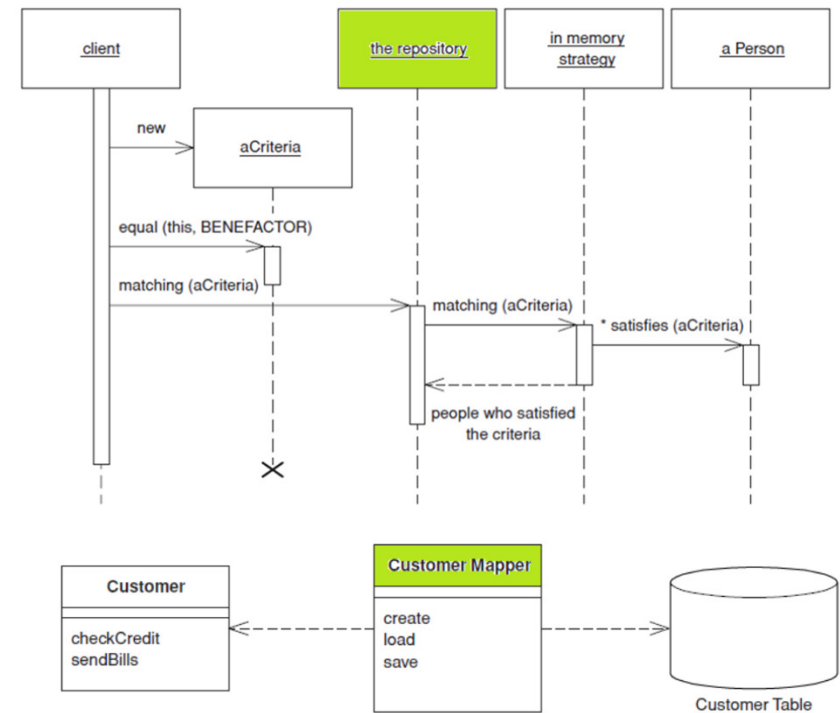 client
the repository
in memory
strategy
a Person
new
aCriteria
equal (this, BENEFACTOR)
matching (aCriteria)
matching (aCriteria)
* satisfies (aCriteria)
people who satisfied
the criteria
Customer
checkCredit
sendBills
Customer Mapper
create
load
save
Customer Table